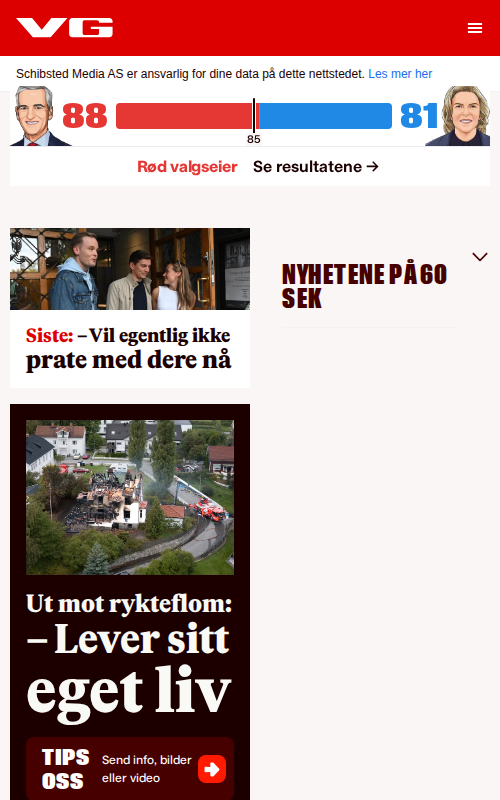 VG
Schibsted Media AS er ansvarlig for dine data på dette nettstedet. Les mer her
88
81
85
Rød valgseier Se resultatene →
Siste: – Vil egentlig ikke
prate med dere nå
NYHETENE PÅ 60
SEK
Ut mot rykteflom:
– Lever sitt
eget liv
TIPS
OSS
Send info, bilder
eller video